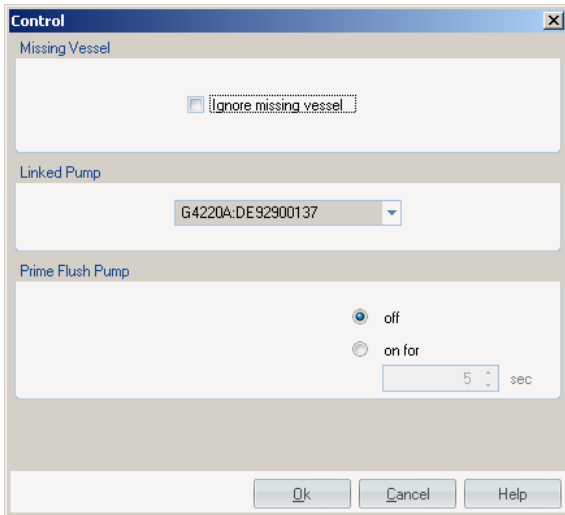 Control
Missing Vessel
Ignore missing vessel
Linked Pump
G4220A:DE92900137
Prime Flush Pump
off
on for
5 sec
Ok Cancel Help